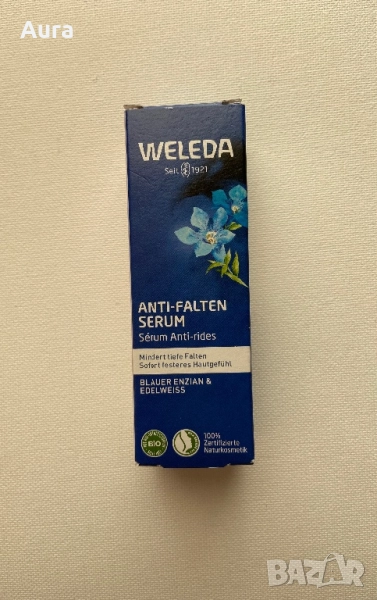 Aura
WELEDA
Seit 1921
ANTI-FALTEN
SERUM
Sérum Anti-rides
Mindert tiefe Falten
Sofort festeres Hautgefühl
BLAUER ENZIAN &
EDELWEISS
BIO
100%
Zertifizierte
Naturkosmetik
BAZAR